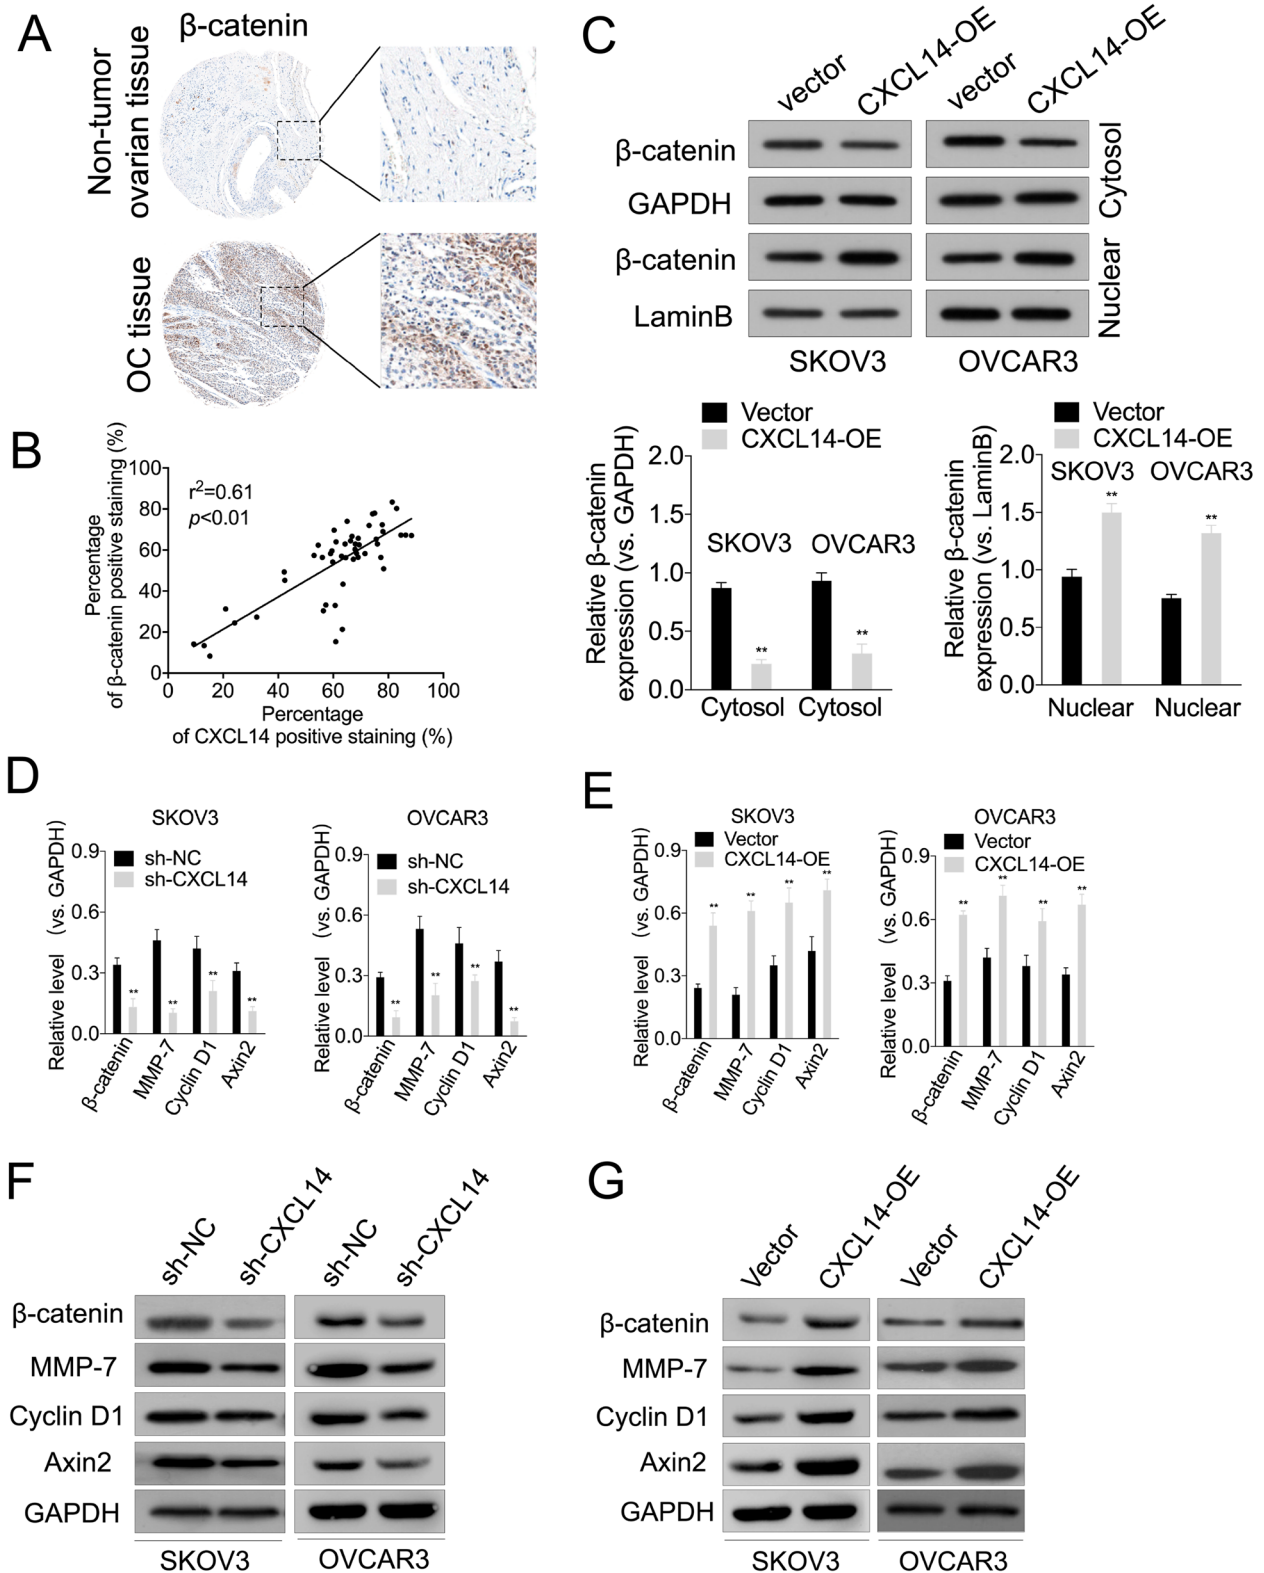 A
β-catenin
Non-tumor
ovarian tissue
OC tissue
B
Percentage
of β-catenin positive staining (%)
100
80
60
40
20
0
r²=0.61
p<0.01
0 20 40 60 80 100
Percentage
of CXCL14 positive staining (%)
C
vector CXCL14-OE vector CXCL14-OE
β-catenin
GAPDH
Cytosol
β-catenin
LaminB
Nuclear
SKOV3 OVCAR3
Vector
CXCL14-OE
Relative β-catenin
expression (vs. GAPDH)
2.0
1.5
1.0
0.5
0.0
SKOV3 OVCAR3
** **
Cytosol Cytosol
Vector
CXCL14-OE
Relative β-catenin
expression (vs. LaminB)
2.0
1.5
1.0
0.5
0.0
SKOV3 OVCAR3
** **
Nuclear Nuclear
D
SKOV3
sh-NC
sh-CXCL14
Relative level (vs. GAPDH)
0.9
0.6
0.3
0.0
** ** ** **
β-catenin MMP-7 Cyclin D1 Axin2
OVCAR3
sh-NC
sh-CXCL14
Relative level (vs. GAPDH)
0.9
0.6
0.3
0.0
** ** ** **
β-catenin MMP-7 Cyclin D1 Axin2
E
SKOV3
Vector
CXCL14-OE
Relative level (vs. GAPDH)
0.9
0.6
0.3
0.0
** ** ** **
β-catenin MMP-7 Cyclin D1 Axin2
OVCAR3
Vector
CXCL14-OE
Relative level (vs. GAPDH)
0.9
0.6
0.3
0.0
** ** ** **
β-catenin MMP-7 Cyclin D1 Axin2
F
sh-NC sh-CXCL14 sh-NC sh-CXCL14
β-catenin
MMP-7
Cyclin D1
Axin2
GAPDH
SKOV3 OVCAR3
G
Vector CXCL14-OE Vector CXCL14-OE
β-catenin
MMP-7
Cyclin D1
Axin2
GAPDH
SKOV3 OVCAR3